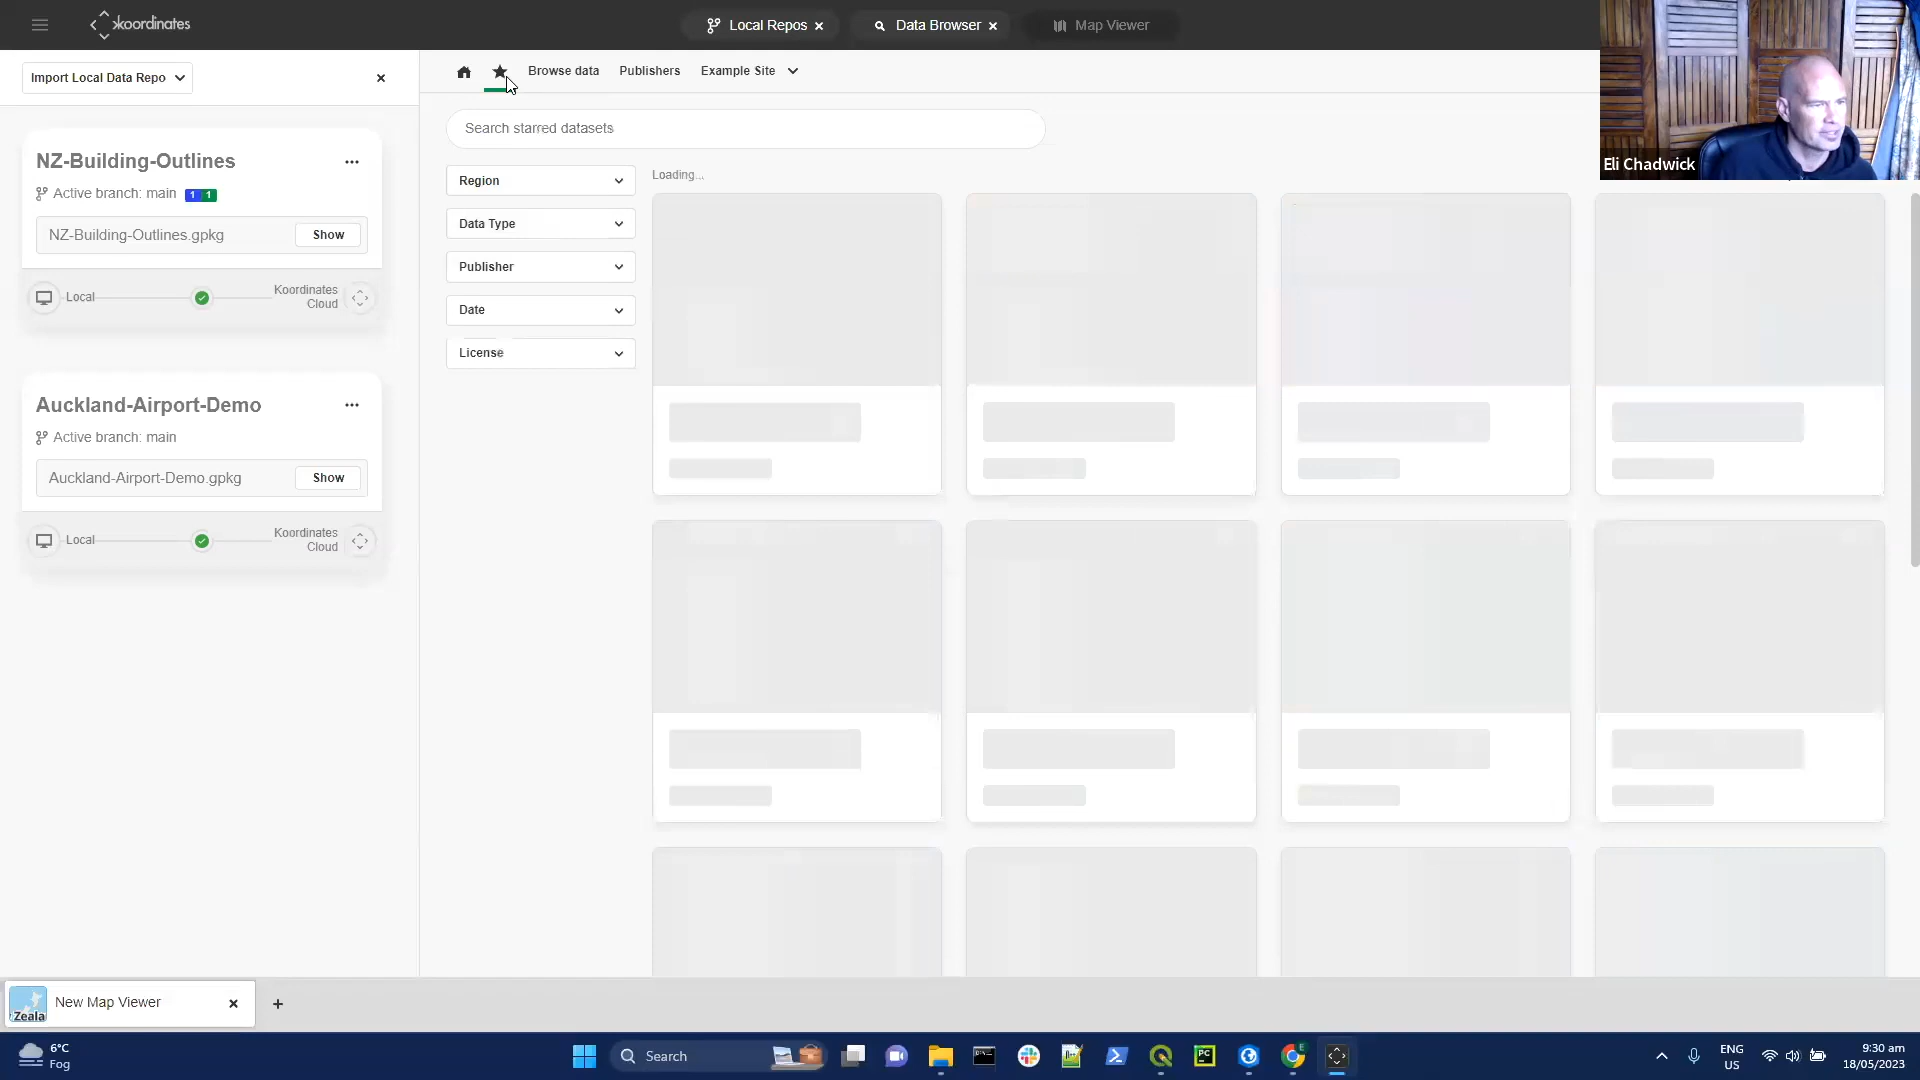 koordinates
Local Repos
Data Browser
Map Viewer
Import Local Data Repo
Browse data
Publishers
Example Site
Search starred datasets
Eli Chadwick
NZ-Building-Outlines
Active branch: main
1 1
NZ-Building-Outlines.gpkg
Show
Local
Koordinates
Cloud
Region
Data Type
Publisher
Date
License
Loading...
Auckland-Airport-Demo
Active branch: main
Auckland-Airport-Demo.gpkg
Show
Local
Koordinates
Cloud
Zeala
New Map Viewer
6°C
Fog
Search
PC
E
ENG
US
9:30 am
18/05/2023